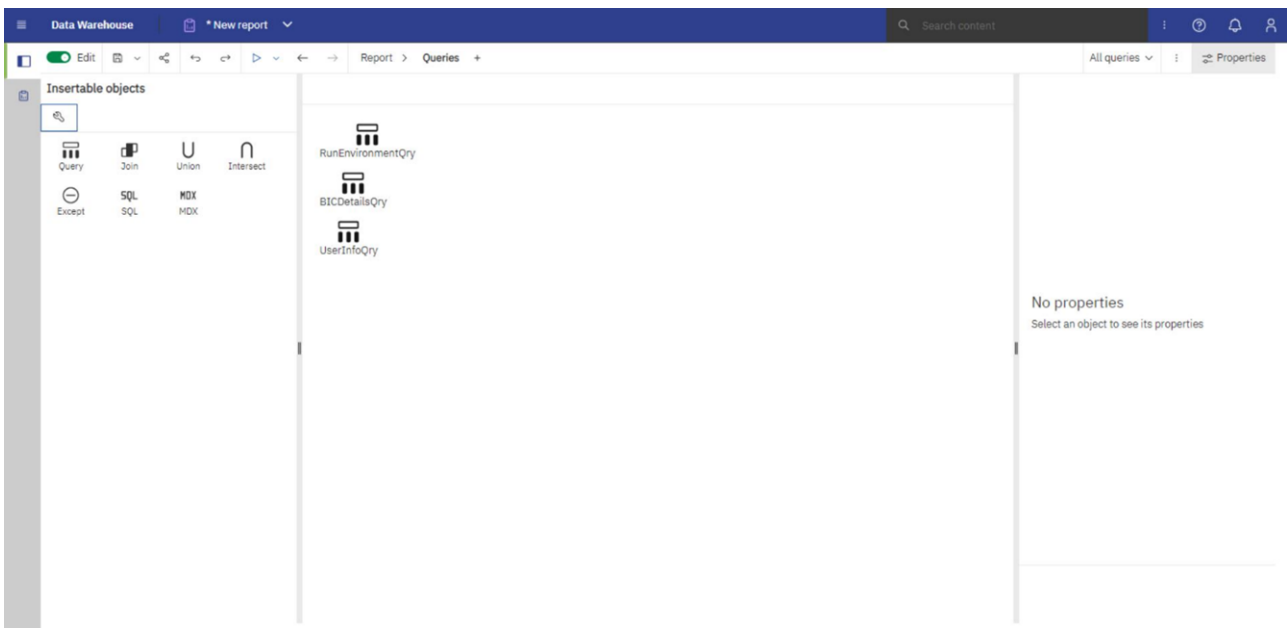 Data Warehouse * New report Search content
Edit Report > Queries + All queries Properties
Insertable objects
Query Join Union Intersect
SQL MDX
Except SQL MDX
RunEnvironmentQry
BICDetailsQry
UserInfoQry
No properties
Select an object to see its properties